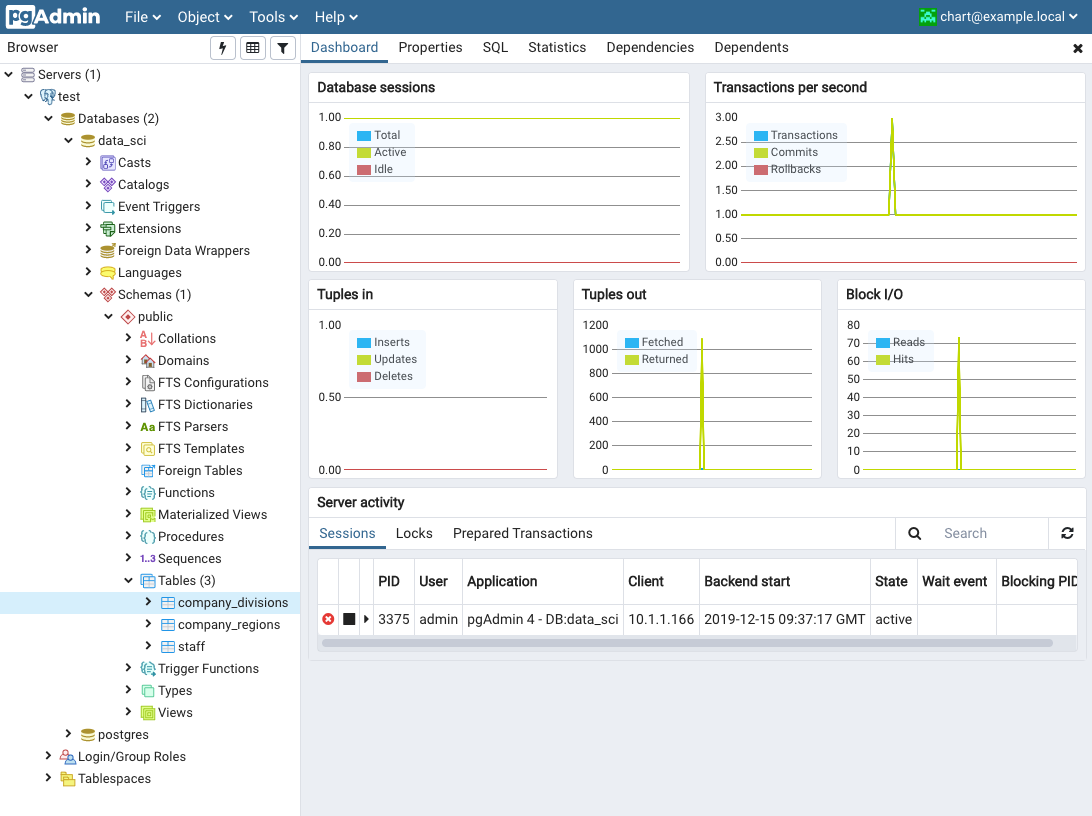 pgAdmin File Object Tools Help chart@example.local
Browser
Dashboard Properties SQL Statistics Dependencies Dependents
Servers (1)
test
Databases (2)
data_sci
Casts
Catalogs
Event Triggers
Extensions
Foreign Data Wrappers
Languages
Schemas (1)
public
Collations
Domains
FTS Configurations
FTS Dictionaries
Aa FTS Parsers
FTS Templates
Foreign Tables
Functions
Materialized Views
Procedures
1..3 Sequences
Tables (3)
company_divisions
company_regions
staff
Trigger Functions
Types
Views
postgres
Login/Group Roles
Tablespaces
Database sessions
1.00
0.80
0.60
0.40
0.20
0.00
Total
Active
Idle
Transactions per second
3.00
2.50
2.00
1.50
1.00
0.50
0.00
Transactions
Commits
Rollbacks
Tuples in
1.00
0.50
0.00
Inserts
Updates
Deletes
Tuples out
1200
1000
800
600
400
200
0
Fetched
Returned
Block I/O
80
70
60
50
40
30
20
10
0
Reads
Hits
Server activity
Sessions Locks Prepared Transactions Search
PID User Application Client Backend start State Wait event Blocking PID
3375 admin pgAdmin 4 - DB:data_sci 10.1.1.166 2019-12-15 09:37:17 GMT active